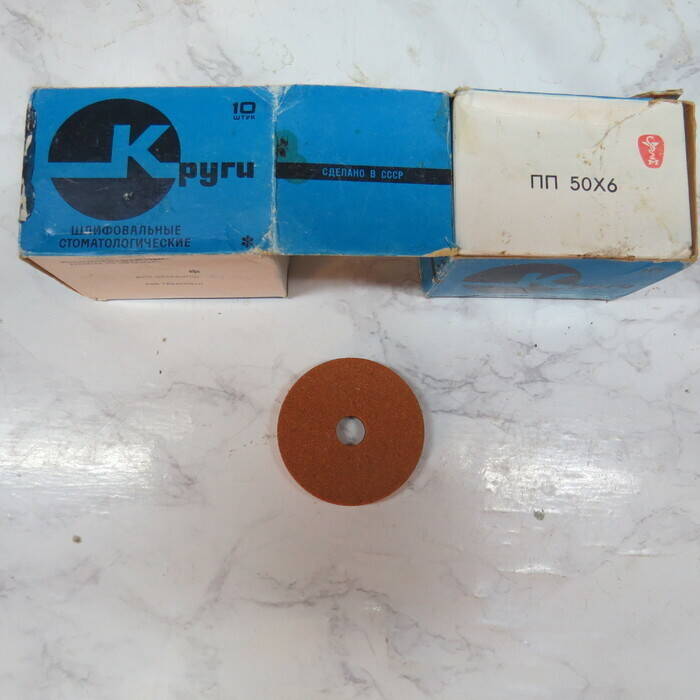 10
ШТУК
Круги
ШЛИФОВАЛЬНЫЕ
СТОМАТОЛОГИЧЕСКИЕ
СДЕЛАНО В СССР
ПП 50Х6